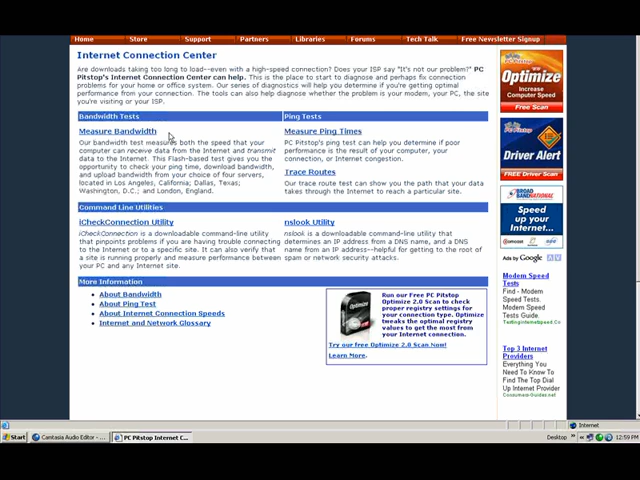 Home Store Support Partners Libraries Forums Tech Talk Free Newsletter Signup
Internet Connection Center
Are downloads taking too long to load--even with a high-speed connection? Does your ISP say "It's not our problem?" PC
Pitstop's Internet Connection Center can help. This is the place to start to diagnose and perhaps fix connection
problems for your home or office system. Our series of diagnostics will help you determine if you're getting optimal
performance from your connection. The tools can also help diagnose whether the problem is your modem, your PC, the site
you're visiting or your ISP.
Bandwidth Tests
Measure Bandwidth
Our bandwidth test measures both the speed that your
computer can receive data from the Internet and transmit
data to the Internet. This Flash-based test gives you the
opportunity to check your ping time, download bandwidth,
and upload bandwidth from your choice of four servers,
located in Los Angeles, California; Dallas, Texas;
Washington, D.C.; and London, England.
Ping Tests
Measure Ping Times
PC Pitstop's ping test can help you determine if poor
performance is the result of your computer, your
connection, or Internet congestion.
Trace Routes
Our trace route test can show you the path that your data
takes through the Internet to reach a particular site.
Command Line Utilities
iCheckConnection Utility
iCheckConnection is a downloadable command-line utility
that pinpoints problems if you are having trouble connecting
to the Internet or to a specific site. It can also verify that
a site is running properly and measure performance between
your PC and any Internet site.
nslook Utility
nslook is a downloadable command-line utility that
determines an IP address from a DNS name, and a DNS
name from an IP address--helpful for getting to the root of
spam or network security attacks.
More Information
About Bandwidth
About Ping Test
About Internet Connection Speeds
Internet and Network Glossary
Run our Free PC Pitstop
Optimize 2.0 Scan to check
proper registry settings for
your connection type. Optimize
tweaks the optimal registry
values to get the most from
your Internet connection.
Try our free Optimize 2.0 Scan Now!
Learn More.
PC Pitstop
Optimize
Increase
Computer Speed
Free Scan
PC Pitstop
Driver Alert
FREE Driver Scan
BROADBAND NATIONAL
Speed
up your
Internet...
Comcast
Ads by Google
Modem Speed
Tests
Find - Modem
Speed Tests.
Modem Speed
Tests Guide.
Top 3 Internet
Providers
Everything You
Need To Know To
Find The Top Dial
Up Internet Provider
Consumers-Guides.net
Internet
Start
Camtasia Audio Editor - ...
PC Pitstop Internet C...
Desktop
12:59 PM